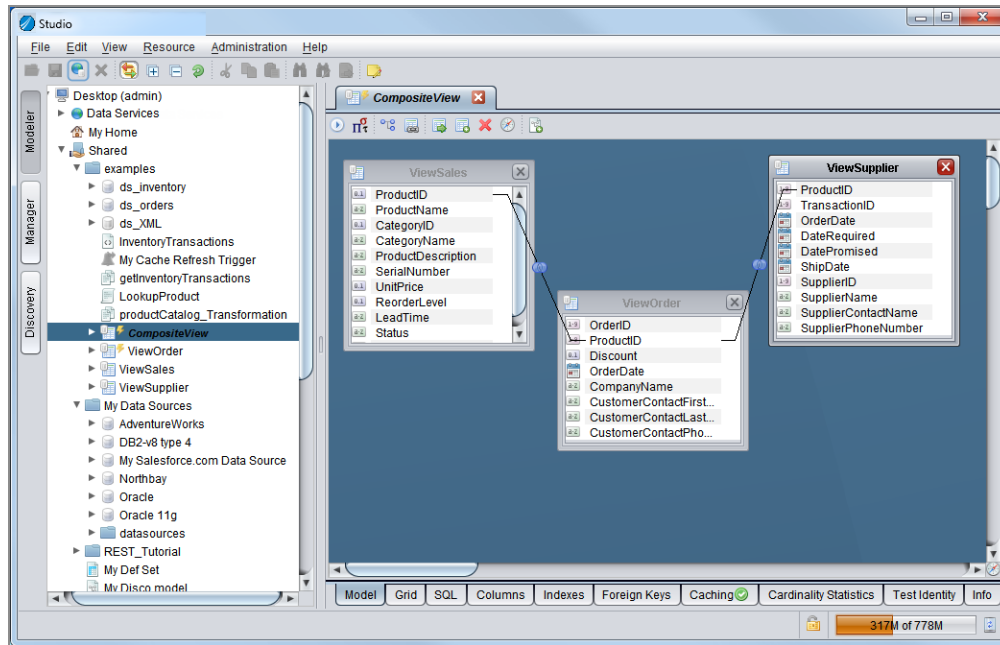 Studio
File Edit View Resource Administration Help
Modeler
Manager
Discovery
Desktop (admin)
Data Services
My Home
Shared
examples
ds_inventory
ds_orders
ds_XML
InventoryTransactions
My Cache Refresh Trigger
getInventoryTransactions
LookupProduct
productCatalog_Transformation
CompositeView
ViewOrder
ViewSales
ViewSupplier
My Data Sources
AdventureWorks
DB2-v8 type 4
My Salesforce.com Data Source
Northbay
Oracle
Oracle 11g
datasources
REST_Tutorial
My Def Set
My Disco model
CompositeView
ViewSales
ProductID
ProductName
CategoryID
CategoryName
ProductDescription
SerialNumber
UnitPrice
ReorderLevel
LeadTime
Status
ViewOrder
OrderID
ProductID
Discount
OrderDate
CompanyName
CustomerContactFirst...
CustomerContactLast...
CustomerContactPho...
ViewSupplier
ProductID
TransactionID
OrderDate
DateRequired
DatePromised
ShipDate
SupplierID
SupplierName
SupplierContactName
SupplierPhoneNumber
Model Grid SQL Columns Indexes Foreign Keys Caching Cardinality Statistics Test Identity Info
317M of 778M